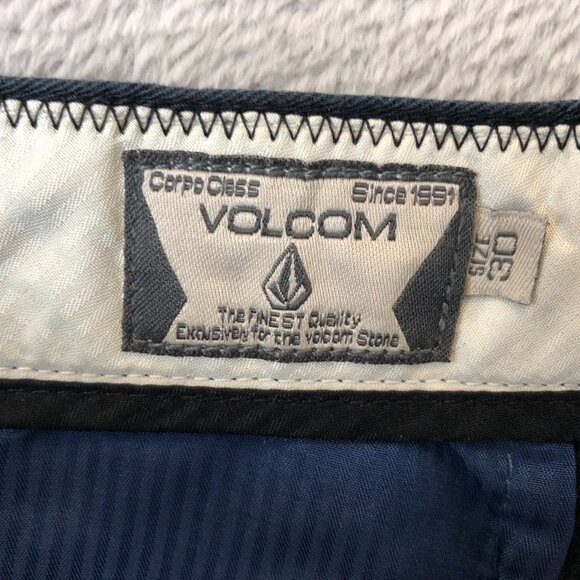 Corpo Class Since 1991
VOLCOM
The FINEST Quality
Exclusively for the Volcom Stone
SIZE
30